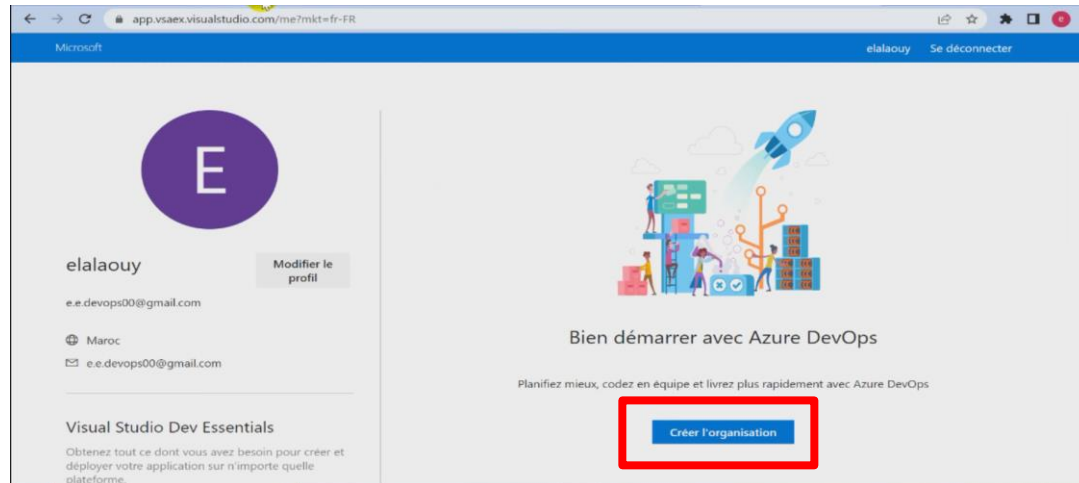 app.vsaex.visualstudio.com/me?mkt=fr-FR
e
Microsoft
elalaouy Se déconnecter
E
elalaouy
Modifier le
profil
e.e.devops00@gmail.com
Maroc
e.e.devops00@gmail.com
Visual Studio Dev Essentials
Obtenez tout ce dont vous avez besoin pour créer et
déployer votre application sur n'importe quelle
plateforme.
Bien démarrer avec Azure DevOps
Planifiez mieux, codez en équipe et livrez plus rapidement avec Azure DevOps
Créer l'organisation